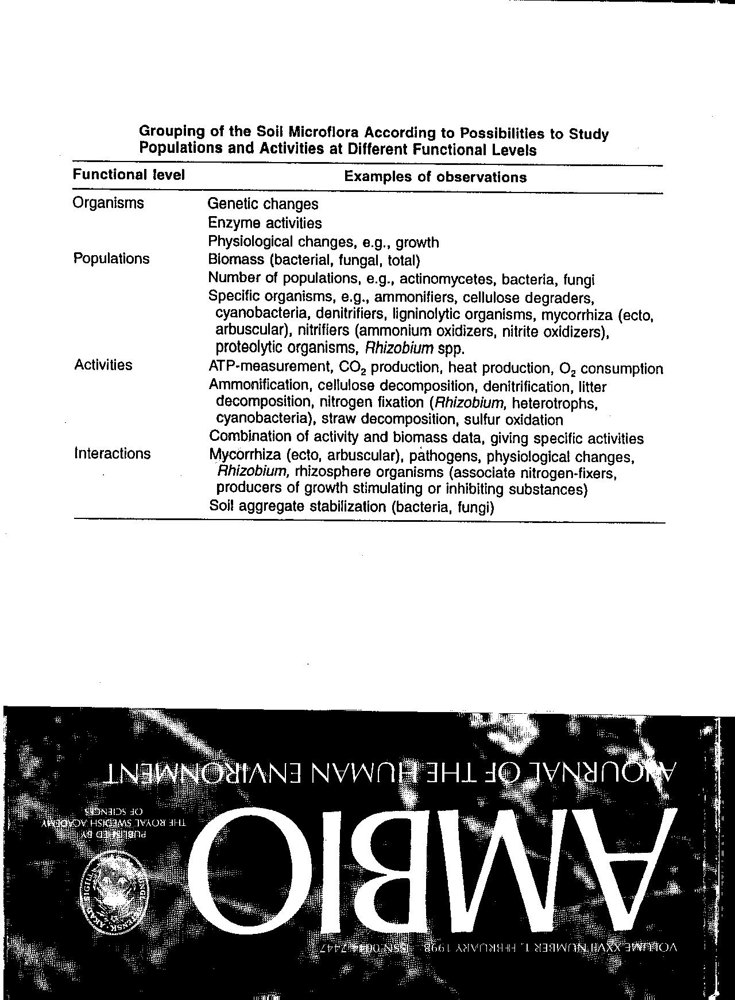 Grouping of the Soil Microflora According to Possibilities to Study
Populations and Activities at Different Functional Levels
Functional level Examples of observations
Organisms Genetic changes
Enzyme activities
Physiological changes, e.g., growth
Populations Biomass (bacterial, fungal, total)
Number of populations, e.g., actinomycetes, bacteria, fungi
Specific organisms, e.g., ammonifiers, cellulose degraders,
cyanobacteria, denitrifiers, ligninolytic organisms, mycorrhiza (ecto,
arbuscular), nitrifiers (ammonium oxidizers, nitrite oxidizers),
proteolytic organisms, Rhizobium spp.
Activities ATP-measurement, CO₂ production, heat production, O₂ consumption
Ammonification, cellulose decomposition, denitrification, litter
decomposition, nitrogen fixation (Rhizobium, heterotrophs,
cyanobacteria), straw decomposition, sulfur oxidation
Combination of activity and biomass data, giving specific activities
Interactions Mycorrhiza (ecto, arbuscular), pathogens, physiological changes,
Rhizobium, rhizosphere organisms (associate nitrogen-fixers,
producers of growth stimulating or inhibiting substances)
Soil aggregate stabilization (bacteria, fungi)
VOLUME XXVII NUMBER 1, FEBRUARY 1998 ISSN 0044-7447
AMBIO
PUBLISHED BY
THE ROYAL SWEDISH ACADEMY
OF SCIENCES
A JOURNAL OF THE HUMAN ENVIRONMENT